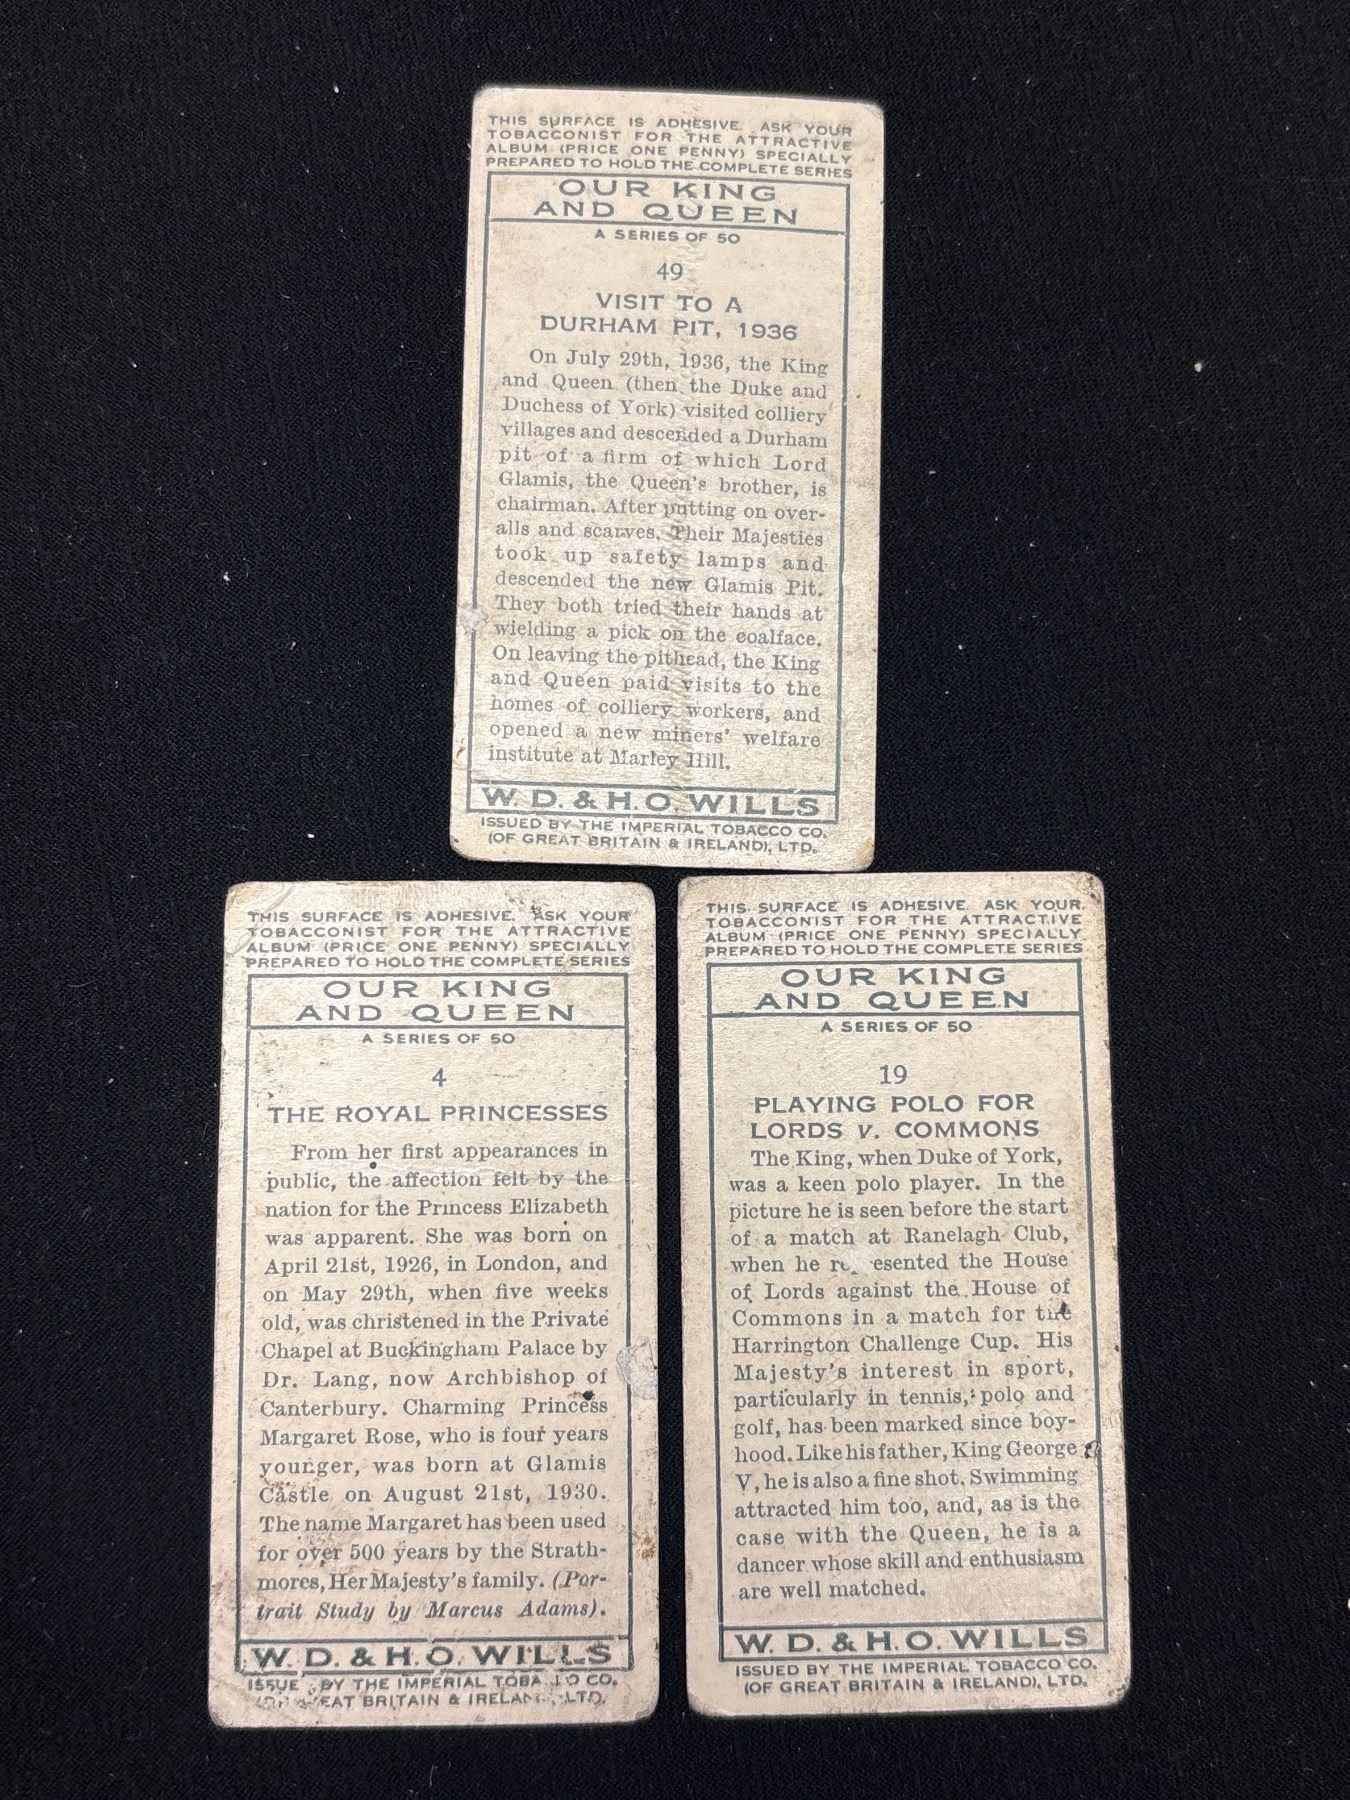 THIS SURFACE IS ADHESIVE. ASK YOUR
TOBACCONIST FOR THE ATTRACTIVE
ALBUM (PRICE ONE PENNY) SPECIALLY
PREPARED TO HOLD THE COMPLETE SERIES
OUR KING
AND QUEEN
A SERIES OF 50
49
VISIT TO A
DURHAM PIT, 1936
On July 29th, 1936, the King
and Queen (then the Duke and
Duchess of York) visited colliery
villages and descended a Durham
pit of a firm of which Lord
Glamis, the Queen's brother, is
chairman. After putting on over-
alls and scarves, Their Majesties
took up safety lamps and
descended the new Glamis Pit.
They both tried their hands at
wielding a pick on the coalface.
On leaving the pithead, the King
and Queen paid visits to the
homes of colliery workers, and
opened a new miners' welfare
institute at Marley Hill.
W. D. & H. O. WILLS
ISSUED BY THE IMPERIAL TOBACCO CO.
(OF GREAT BRITAIN & IRELAND), LTD.
THIS SURFACE IS ADHESIVE. ASK YOUR
TOBACCONIST FOR THE ATTRACTIVE
ALBUM (PRICE ONE PENNY) SPECIALLY
PREPARED TO HOLD THE COMPLETE SERIES
OUR KING
AND QUEEN
A SERIES OF 50
4
THE ROYAL PRINCESSES
From her first appearances in
public, the affection felt by the
nation for the Princess Elizabeth
was apparent. She was born on
April 21st, 1926, in London, and
on May 29th, when five weeks
old, was christened in the Private
Chapel at Buckingham Palace by
Dr. Lang, now Archbishop of
Canterbury. Charming Princess
Margaret Rose, who is four years
younger, was born at Glamis
Castle on August 21st, 1930.
The name Margaret has been used
for over 500 years by the Strath-
mores, Her Majesty's family. (Por-
trait Study by Marcus Adams).
W. D. & H. O. WILLS
BY THE IMPERIAL CO.
BRITAIN & LTD.
THIS SURFACE IS ADHESIVE. ASK YOUR
TOBACCONIST FOR THE ATTRACTIVE
ALBUM (PRICE ONE PENNY) SPECIALLY
PREPARED TO HOLD THE COMPLETE SERIES
OUR KING
AND QUEEN
A SERIES OF 50
19
PLAYING POLO FOR
LORDS v. COMMONS
The King, when Duke of York,
was a keen polo player. In the
picture he is seen before the start
of a match at Ranelagh Club,
when he the House
of Lords against the House of
Commons in a match for the
Harrington Challenge Cup. His
Majesty's interest in sport,
particularly in tennis, polo and
golf, has been marked since boy-
hood. Like his father, King George
V, he is also a fine shot. Swimming
attracted him too, and, as is the
case with the Queen, he is a
dancer whose skill and enthusiasm
are well matched.
W. D. & H. O. WILLS
ISSUED BY THE IMPERIAL TOBACCO CO.
(OF GREAT BRITAIN & IRELAND), LTD.